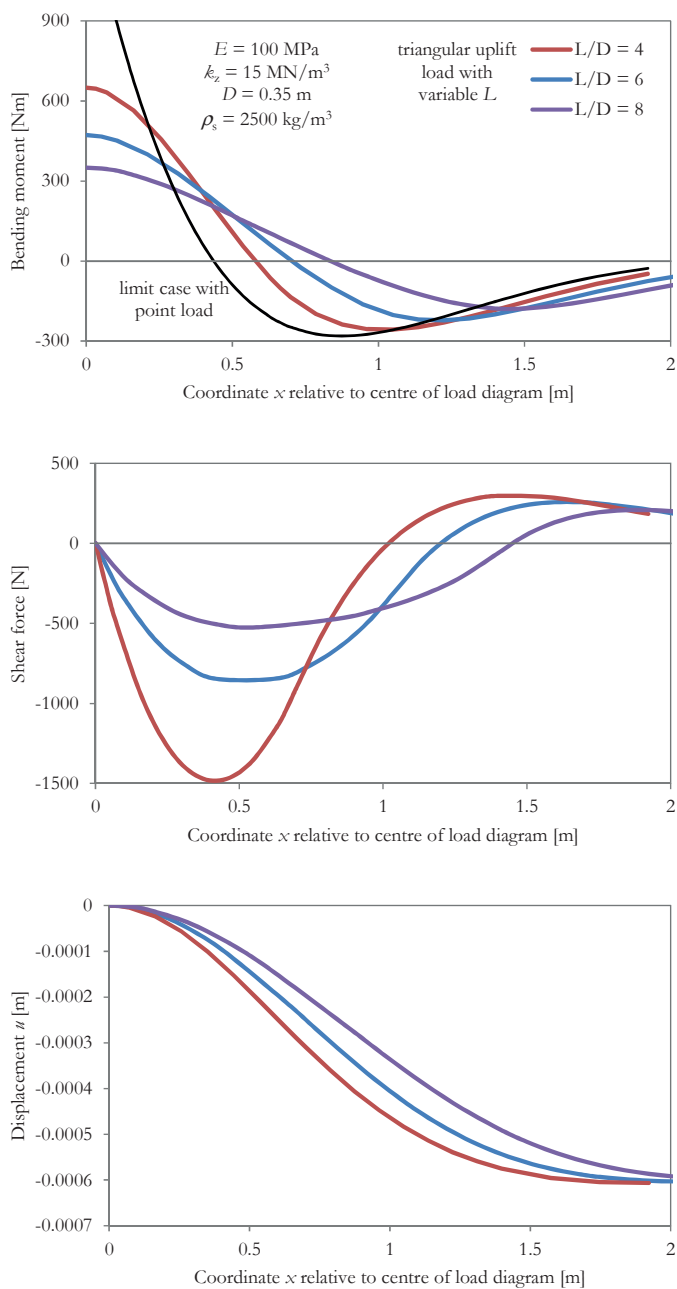 900
600
300
0
-300
Bending moment [Nm]
E = 100 MPa
k_z = 15 MN/m³
D = 0.35 m
ρ_s = 2500 kg/m³
triangular uplift
load with
variable L
L/D = 4
L/D = 6
L/D = 8
limit case with
point load
0 0.5 1 1.5 2
Coordinate x relative to centre of load diagram [m]
500
0
-500
-1000
-1500
Shear force [N]
0 0.5 1 1.5 2
Coordinate x relative to centre of load diagram [m]
0
-0.0001
-0.0002
-0.0003
-0.0004
-0.0005
-0.0006
-0.0007
Displacement u [m]
0 0.5 1 1.5 2
Coordinate x relative to centre of load diagram [m]